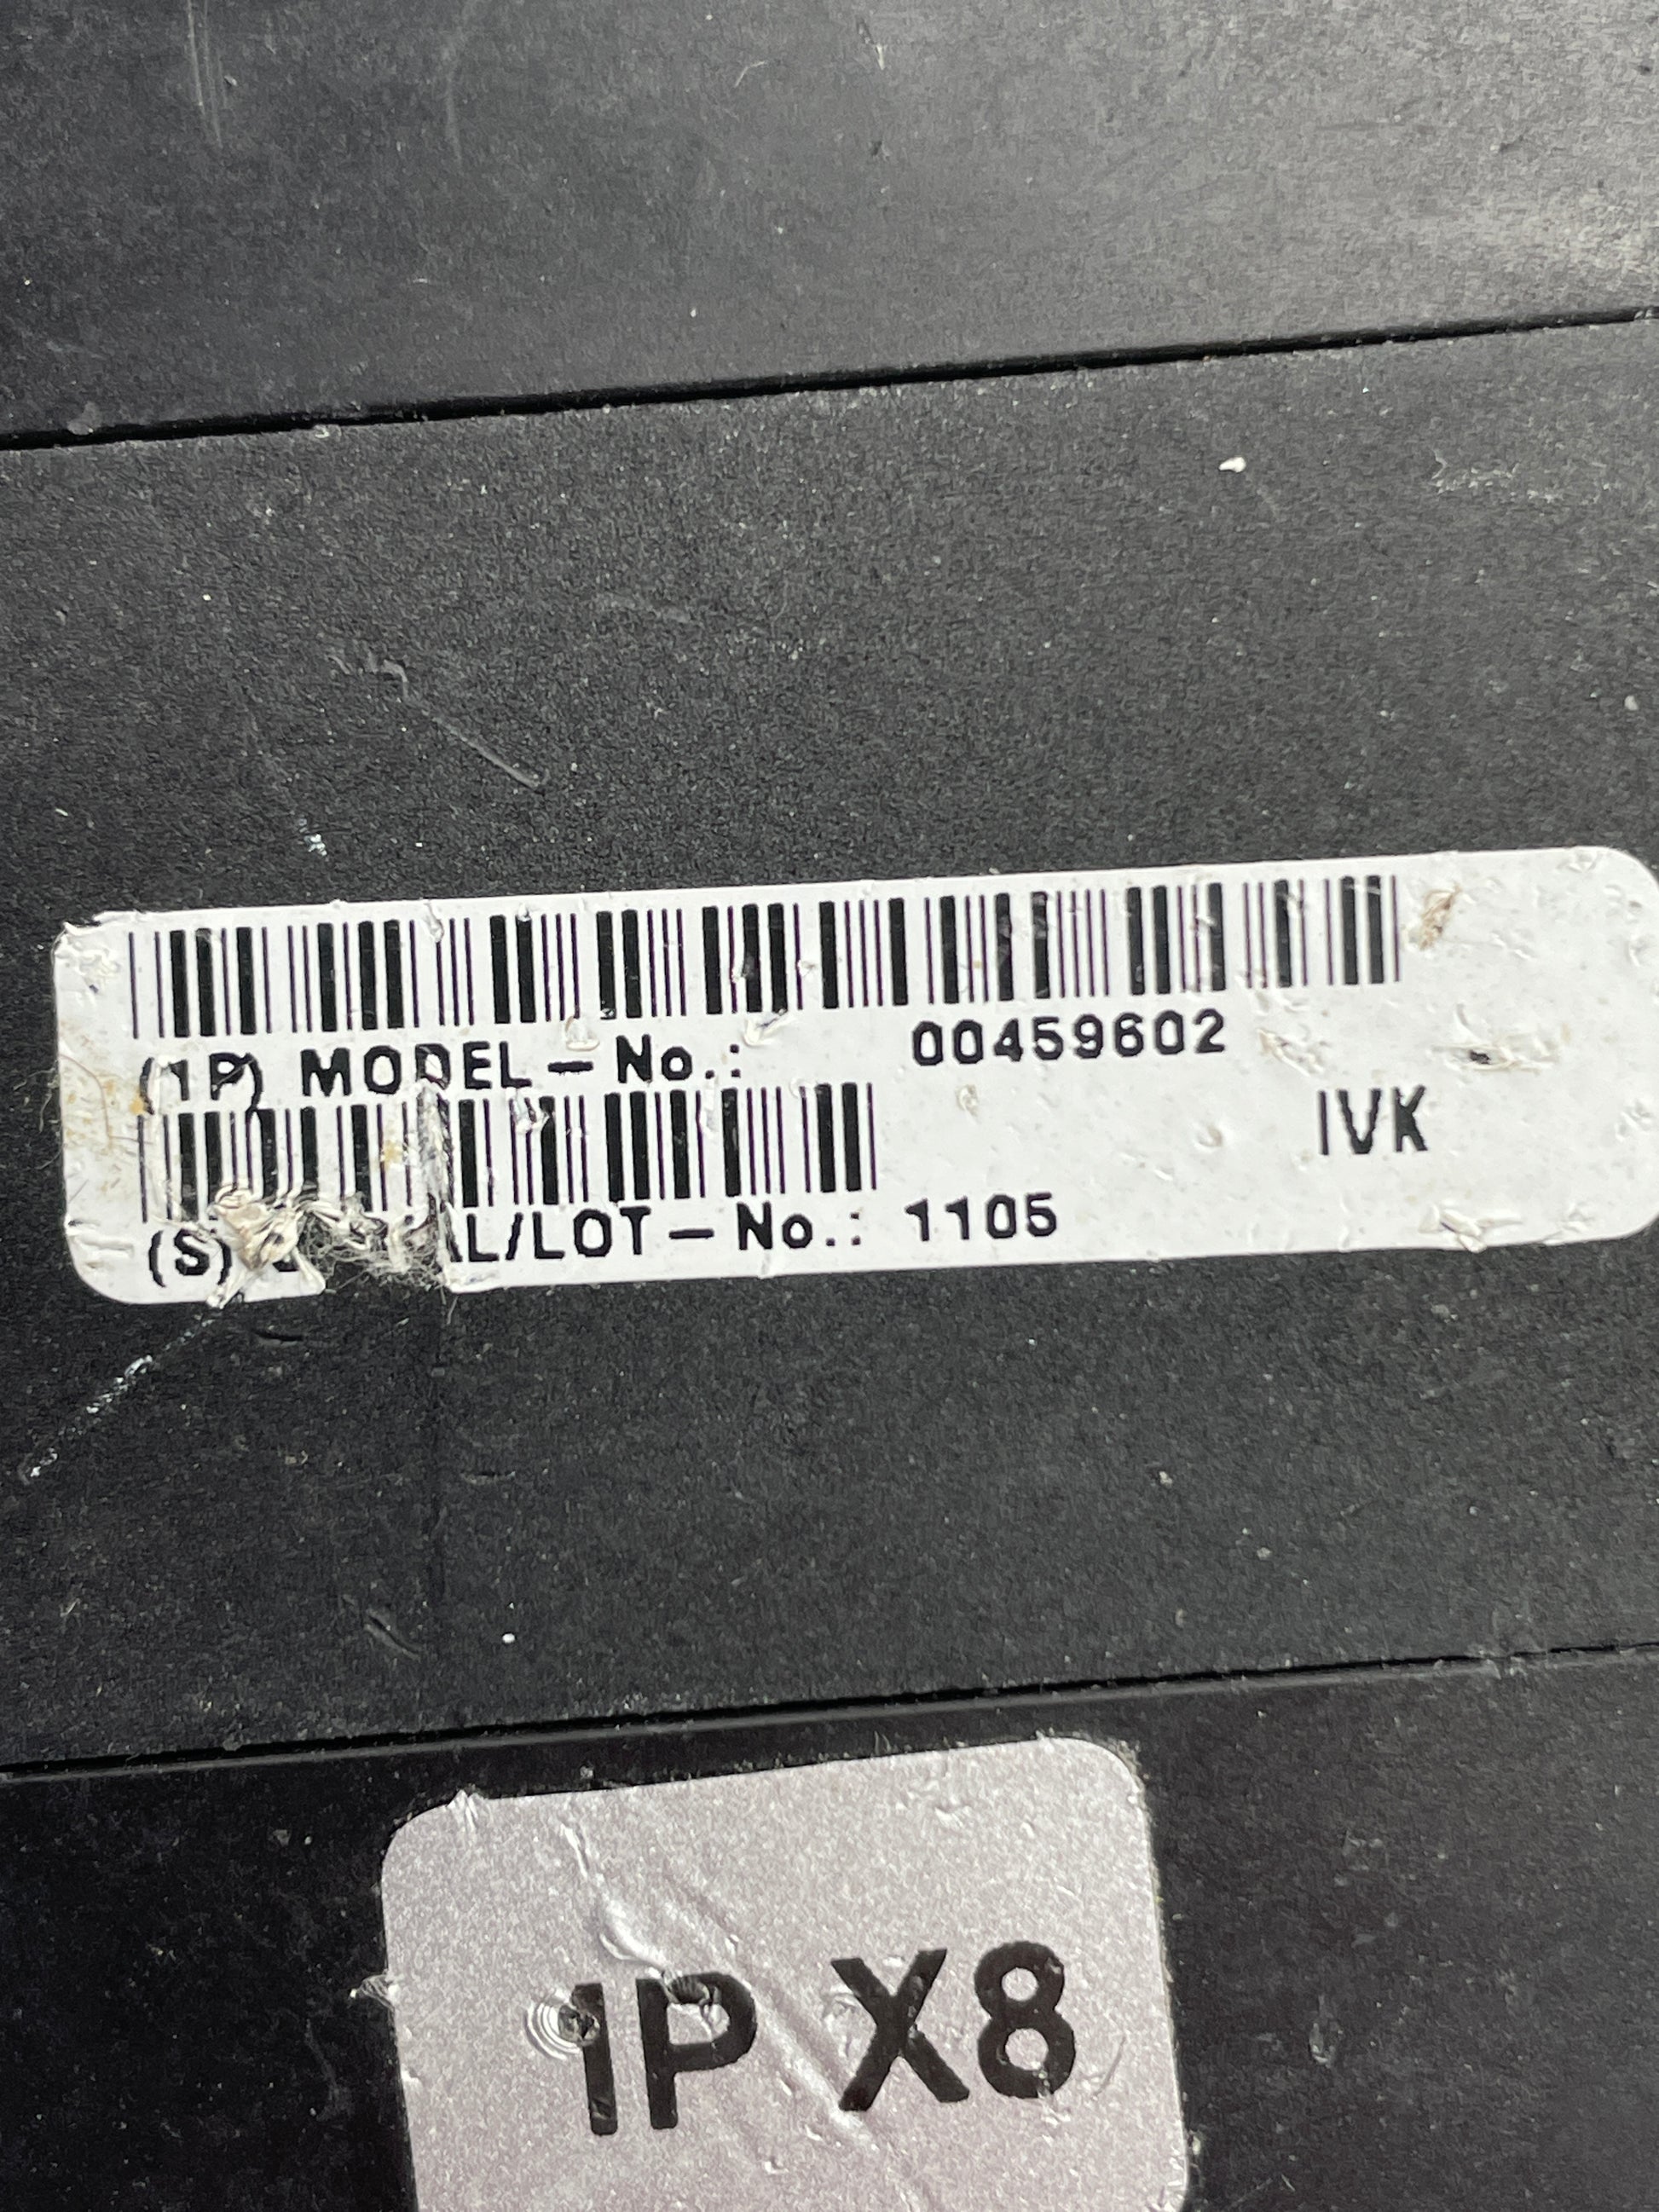 (1P) MODEL-No.: 00459602
IVK
(S) AL/LOT-No.: 1105
IP X8